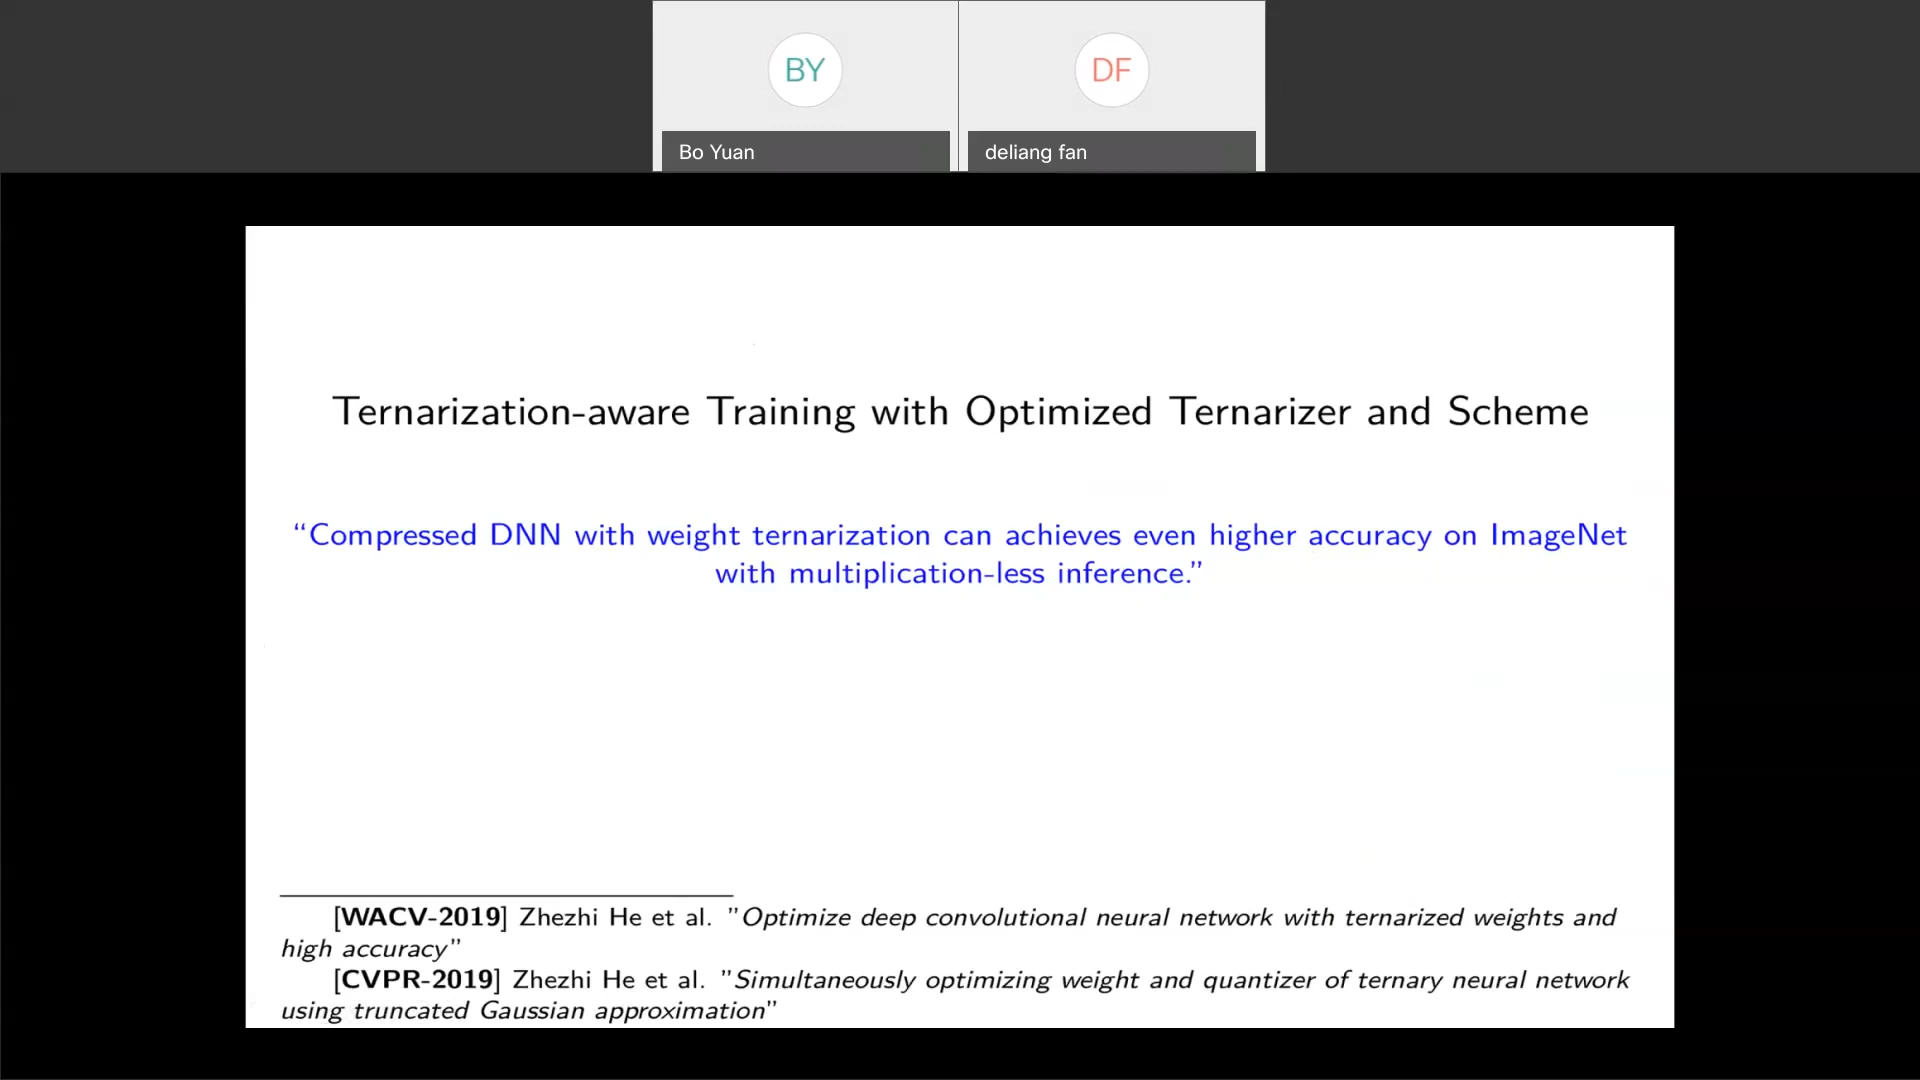 BY
DF
Bo Yuan
deliang fan
Ternarization-aware Training with Optimized Ternarizer and Scheme
“Compressed DNN with weight ternarization can achieves even higher accuracy on ImageNet
with multiplication-less inference.”
[WACV-2019] Zhezhi He et al. ”Optimize deep convolutional neural network with ternarized weights and
high accuracy”
[CVPR-2019] Zhezhi He et al. ”Simultaneously optimizing weight and quantizer of ternary neural network
using truncated Gaussian approximation”